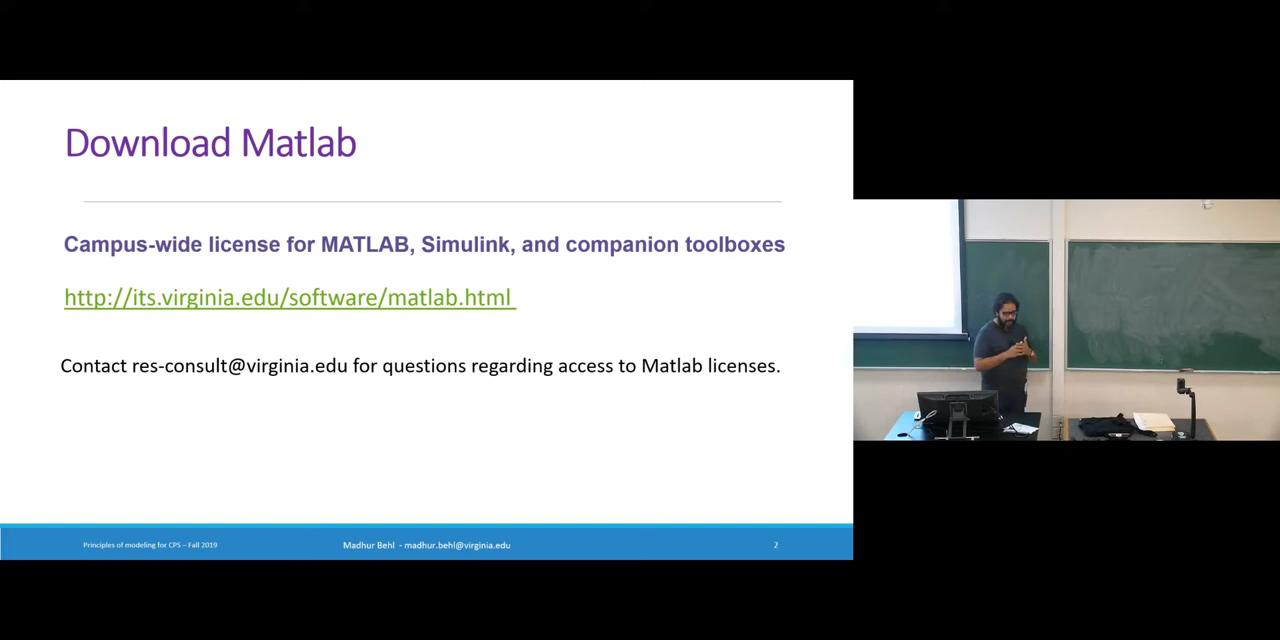 Download Matlab
Campus-wide license for MATLAB, Simulink, and companion toolboxes
http://its.virginia.edu/software/matlab.html
Contact res-consult@virginia.edu for questions regarding access to Matlab licenses.
Principles of modeling for CPS – Fall 2019
Madhur Behl - madhur.behl@virginia.edu
2